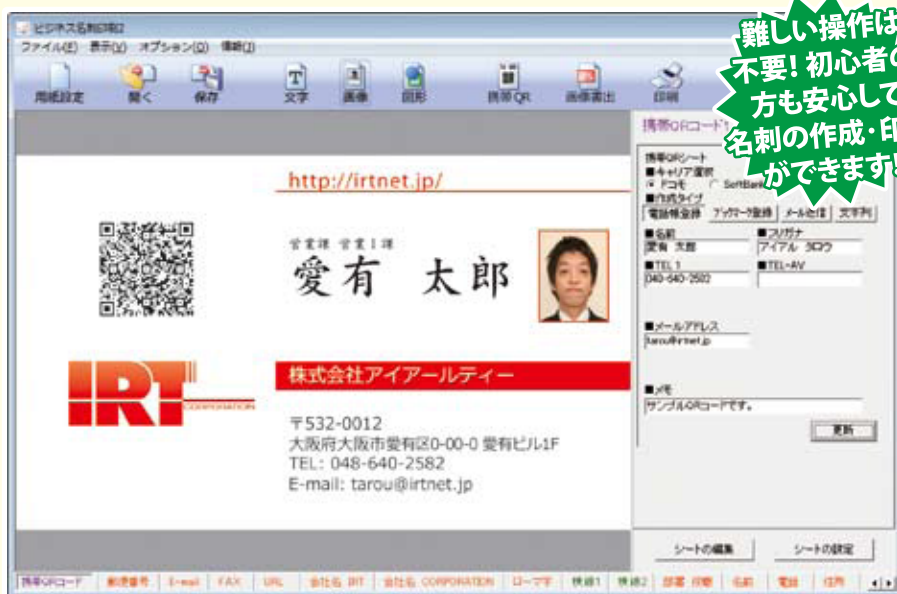 ビジネス名刺印刷2
ファイル(F) 表示(V) オプション(O) 情報(J)
用紙設定 開く 保存 文字 画像 図形 携帯QR 画像書出 印刷
難しい操作は
不要!初心者の
方も安心して
名刺の作成・印
ができます!
携帯QRコード
携帯QRシート
■キャリア選択
ドコモ SoftBank
■作成タイプ
電話帳登録 ブックマーク登録 メール送信 文字列
■名前 ■フリガナ
愛有 太郎 アイアル タロウ
■TEL 1 ■TEL-AV
040-640-2582
■メールアドレス
tarou@irtnet.jp
■メモ
サンプルQRコードです。
更新
シートの編集 シートの設定
http://irtnet.jp/
営業課 営業1課
愛有 太郎
IRT
CORPORATION
株式会社アイアールティー
〒532-0012
大阪府大阪市愛有区0-00-0 愛有ビル1F
TEL: 048-640-2582
E-mail: tarou@irtnet.jp
携帯QRコード 郵便番号 E-mail FAX URL 会社名 IRT 会社名 CORPORATION ローマ字 横線1 横線2 部署 役職 名前 電話 住所